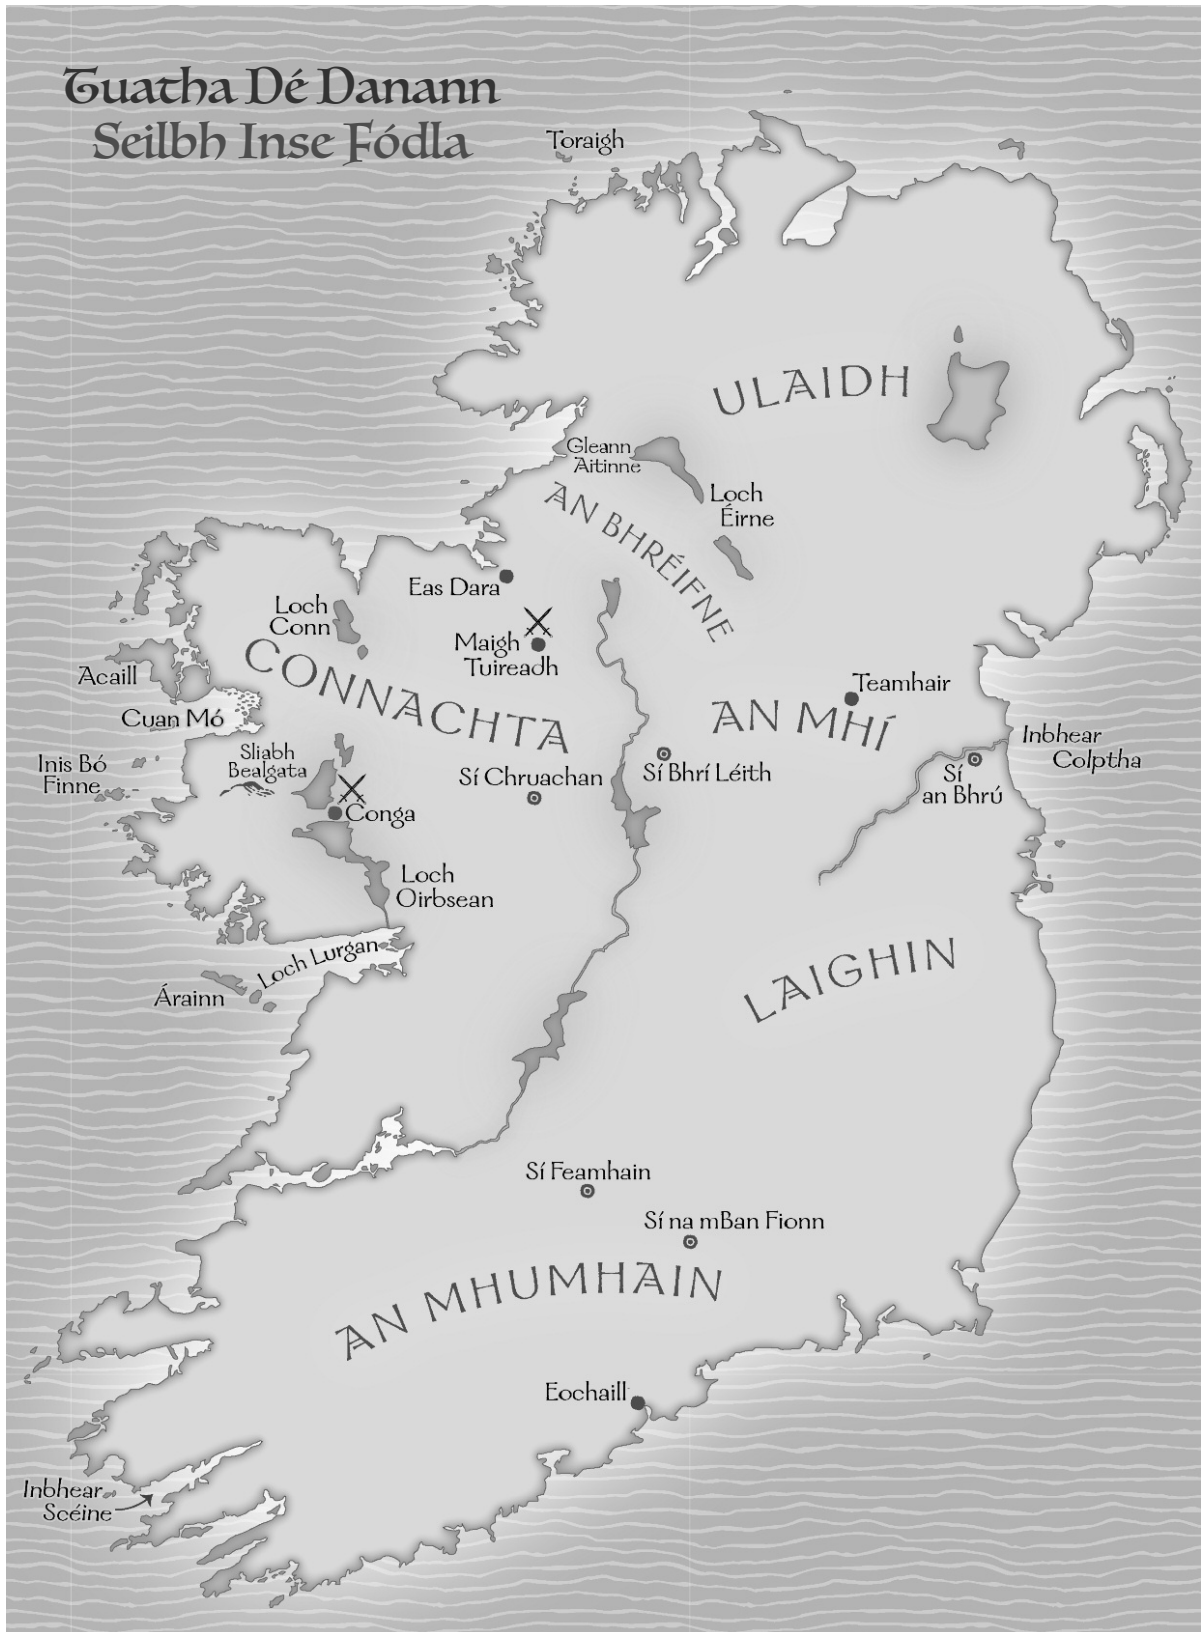 Tuatha Dé Danann
Seilbh Inse Fódla
Toraigh
ULAIDH
Gleann
Aitinne
Loch
Éirne
AN BHRÉIFNE
Eas Dara
Loch
Conn
Maigh
Tuireadh
CONNACHTA
Acaill
Teamhair
Cuan Mó
AN MHÍ
Inbhear
Colptha
Sliabh
Bealgata
Inis Bó
Finne
Sí Chruachan
Sí Bhrí Léith
Sí
an Bhrú
Conga
Loch
Oirbsean
Loch Lurgan
LAIGHIN
Árainn
Sí Feamhain
Sí na mBan Fionn
AN MHUMHAIN
Eochaill
Inbhear
Scéine